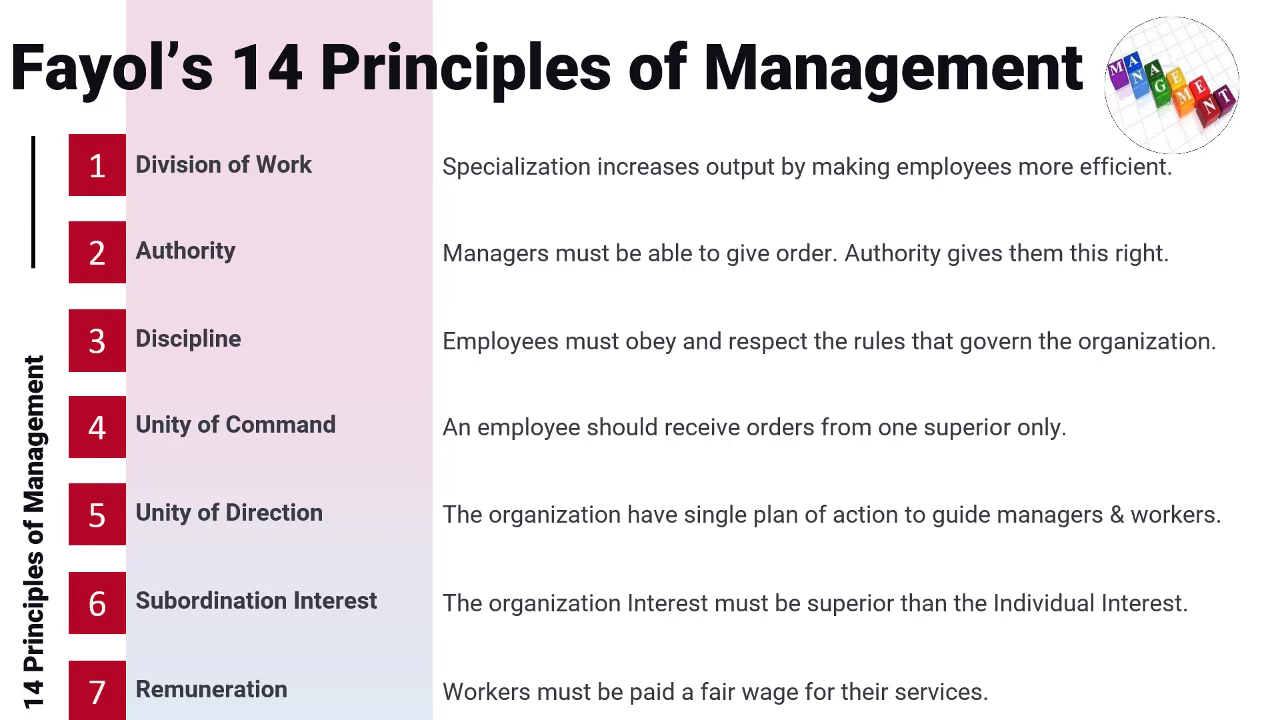 Fayol’s 14 Principles of Management
MANAGEMENT
14 Principles of Management
1 Division of Work Specialization increases output by making employees more efficient.
2 Authority Managers must be able to give order. Authority gives them this right.
3 Discipline Employees must obey and respect the rules that govern the organization.
4 Unity of Command An employee should receive orders from one superior only.
5 Unity of Direction The organization have single plan of action to guide managers & workers.
6 Subordination Interest The organization Interest must be superior than the Individual Interest.
7 Remuneration Workers must be paid a fair wage for their services.